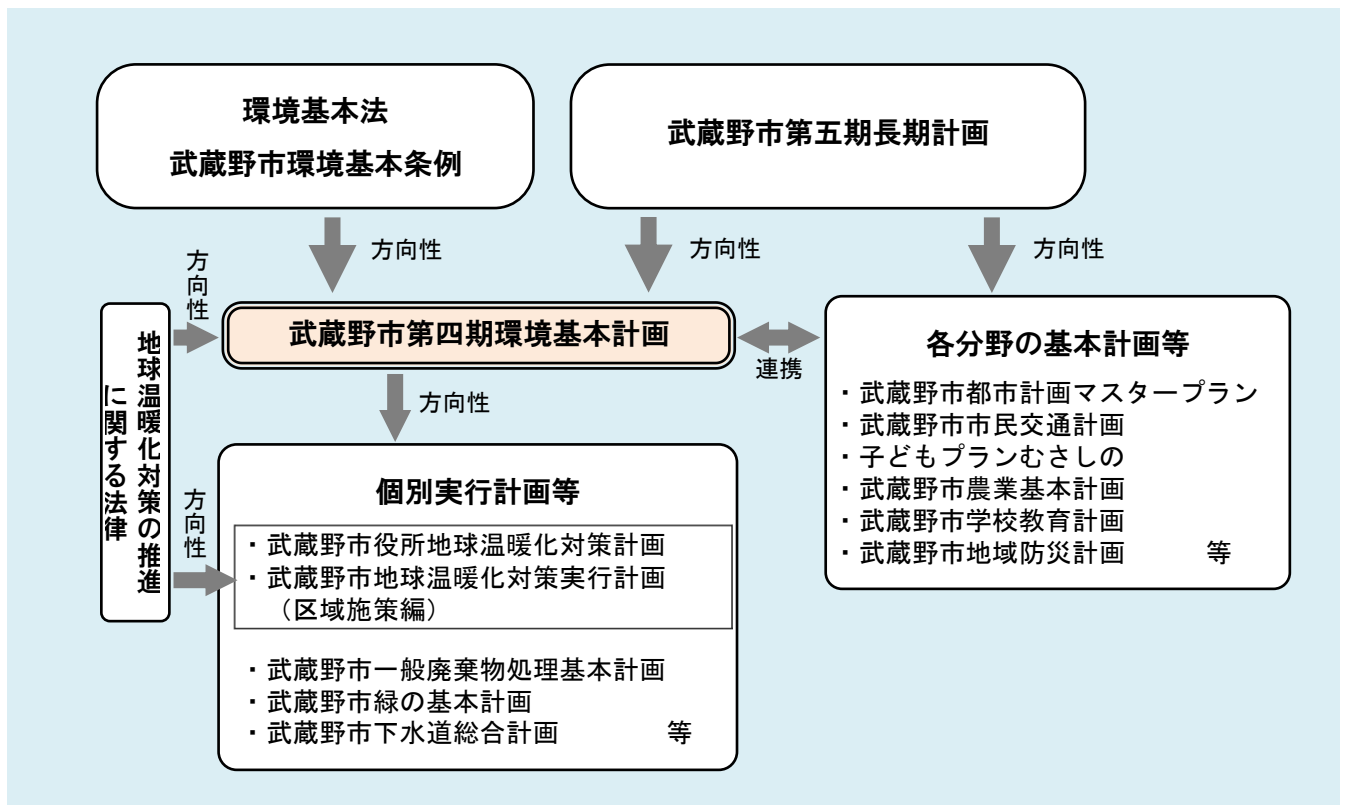 環境基本法
武蔵野市環境基本条例
武蔵野市第五期長期計画
方向性
方向性
方向性
方向性
地球温暖化対策の推進
に関する法律
武蔵野市第四期環境基本計画
連携
方向性
各分野の基本計画等
・武蔵野市都市計画マスタープラン
・武蔵野市市民交通計画
・子どもプランむさしの
・武蔵野市農業基本計画
・武蔵野市学校教育計画
・武蔵野市地域防災計画 等
方向性
個別実行計画等
・武蔵野市役所地球温暖化対策計画
・武蔵野市地球温暖化対策実行計画
（区域施策編）
・武蔵野市一般廃棄物処理基本計画
・武蔵野市緑の基本計画
・武蔵野市下水道総合計画 等